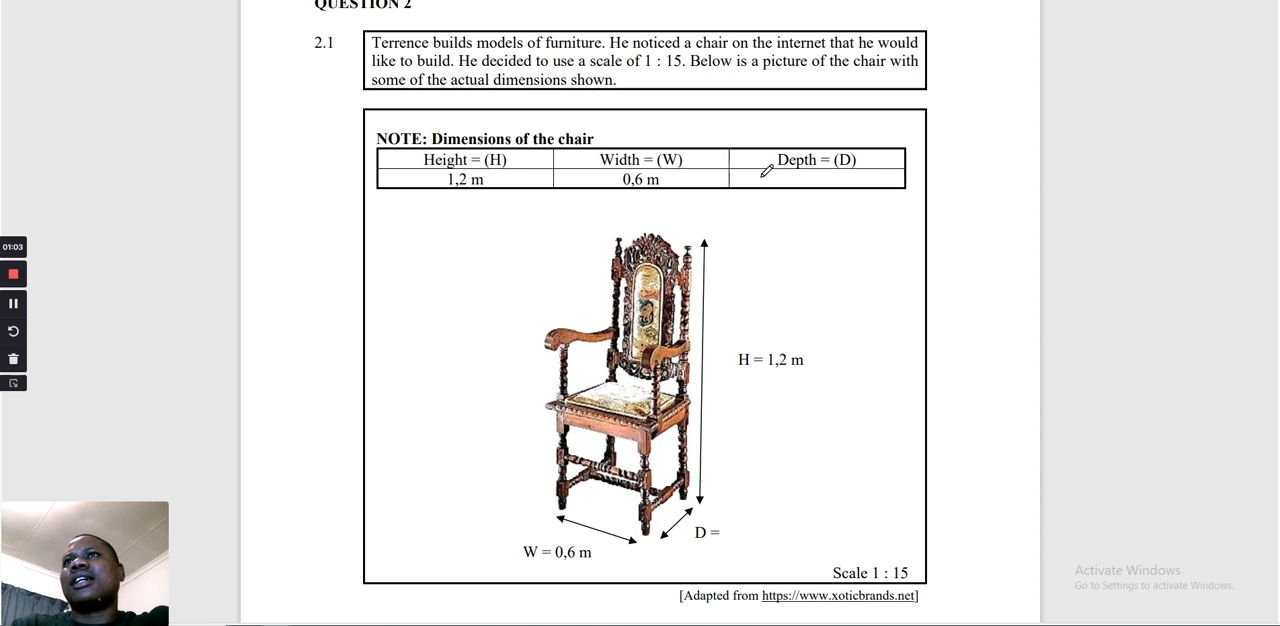 QUESTION 2
2.1
Terrence builds models of furniture. He noticed a chair on the internet that he would
like to build. He decided to use a scale of 1 : 15. Below is a picture of the chair with
some of the actual dimensions shown.
NOTE: Dimensions of the chair
Height = (H) Width = (W) Depth = (D)
1,2 m 0,6 m
01:03
H = 1,2 m
D =
W = 0,6 m
Scale 1 : 15
[Adapted from https://www.xoticbrands.net]
Activate Windows
Go to Settings to activate Windows.